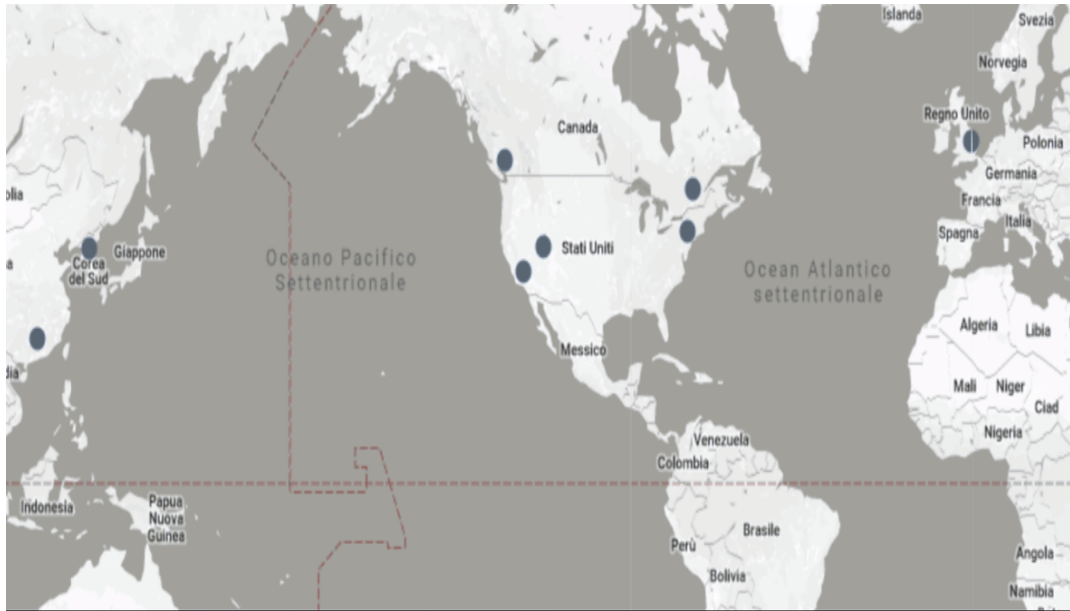 Islanda
Svezia
Norvegia
Regno Unito
Canada
Polonia
Germania
Francia
Italia
Spagna
olia
Giappone
Corea
del Sud
Stati Uniti
Oceano Pacifico
Settentrionale
Ocean Atlantico
settentrionale
Algeria
Libia
Messico
dia
Mali
Niger
Ciad
Nigeria
Venezuela
Colombia
Indonesia
Papua
Nuova
Guinea
Brasile
Perù
Bolivia
Angola
Namibia